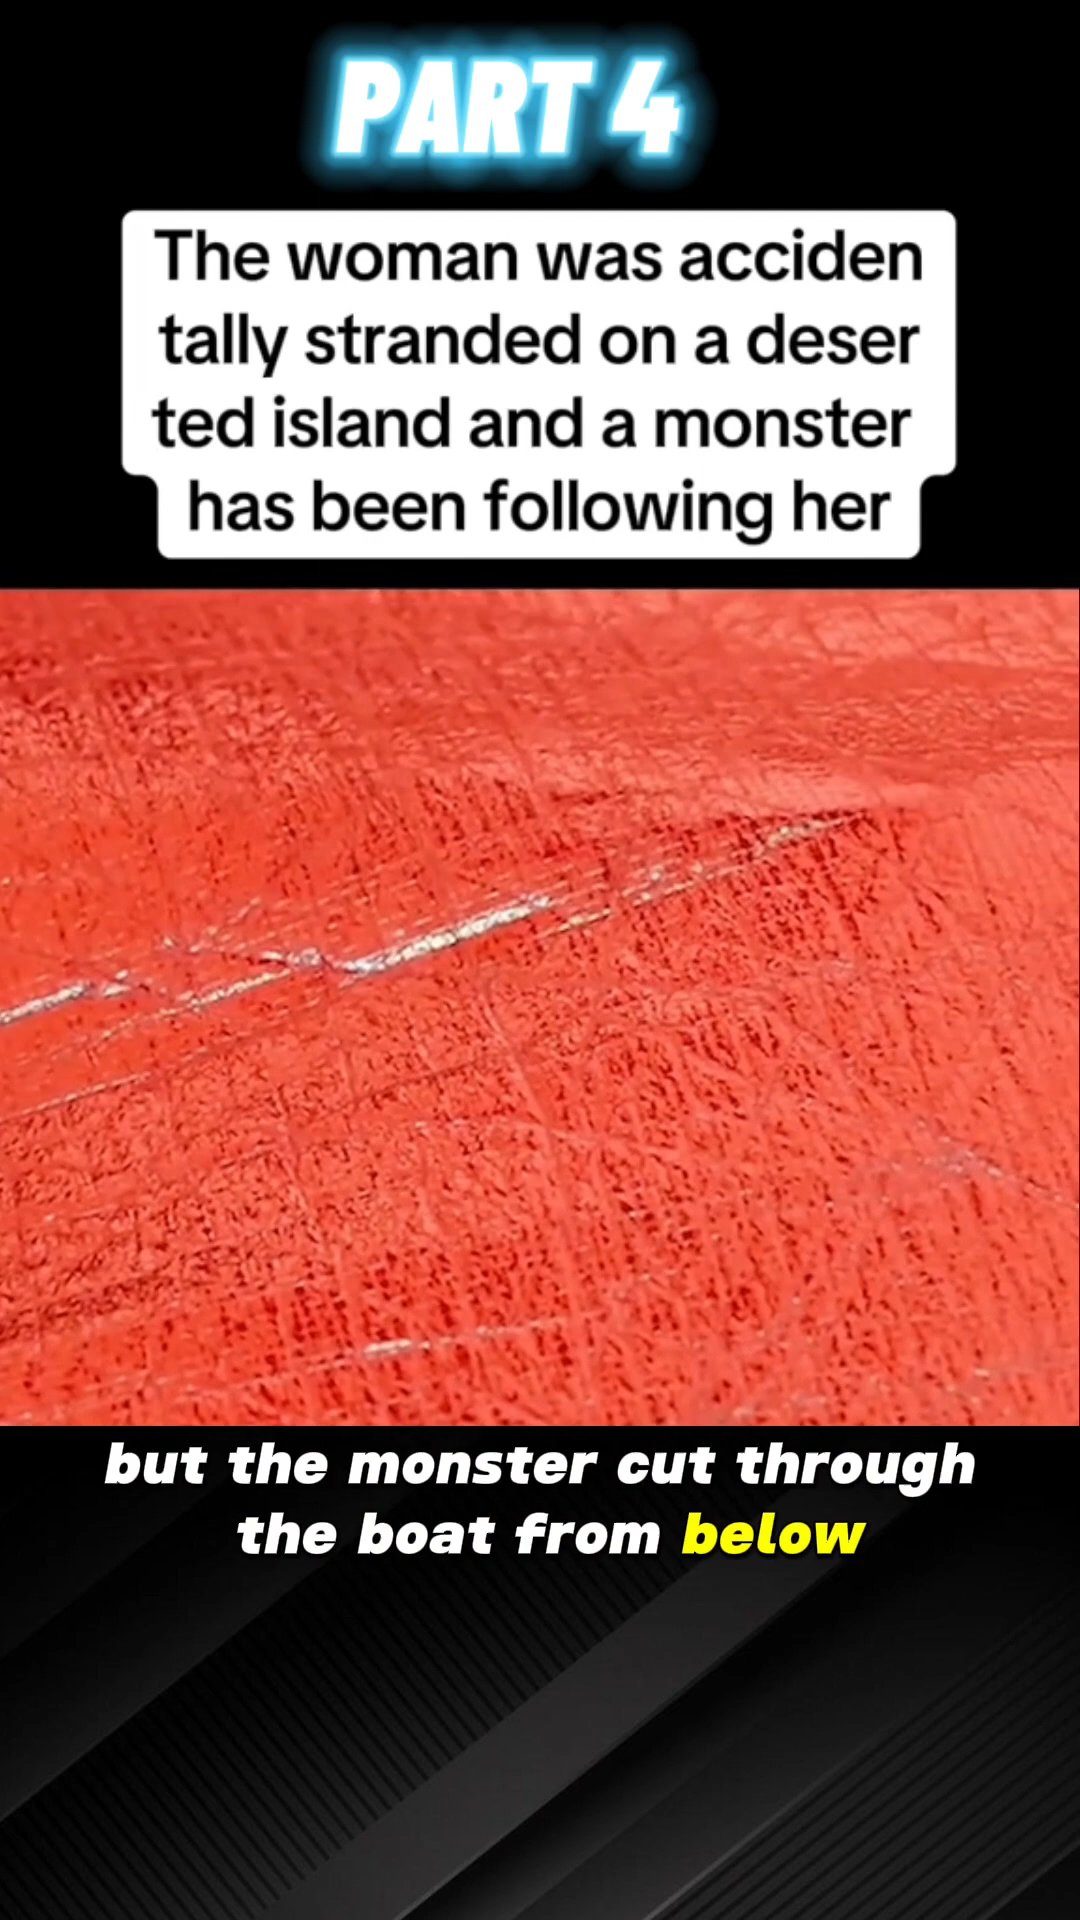 PART 4
The woman was acciden
tally stranded on a deser
ted island and a monster
has been following her
but the monster cut through
the boat from below